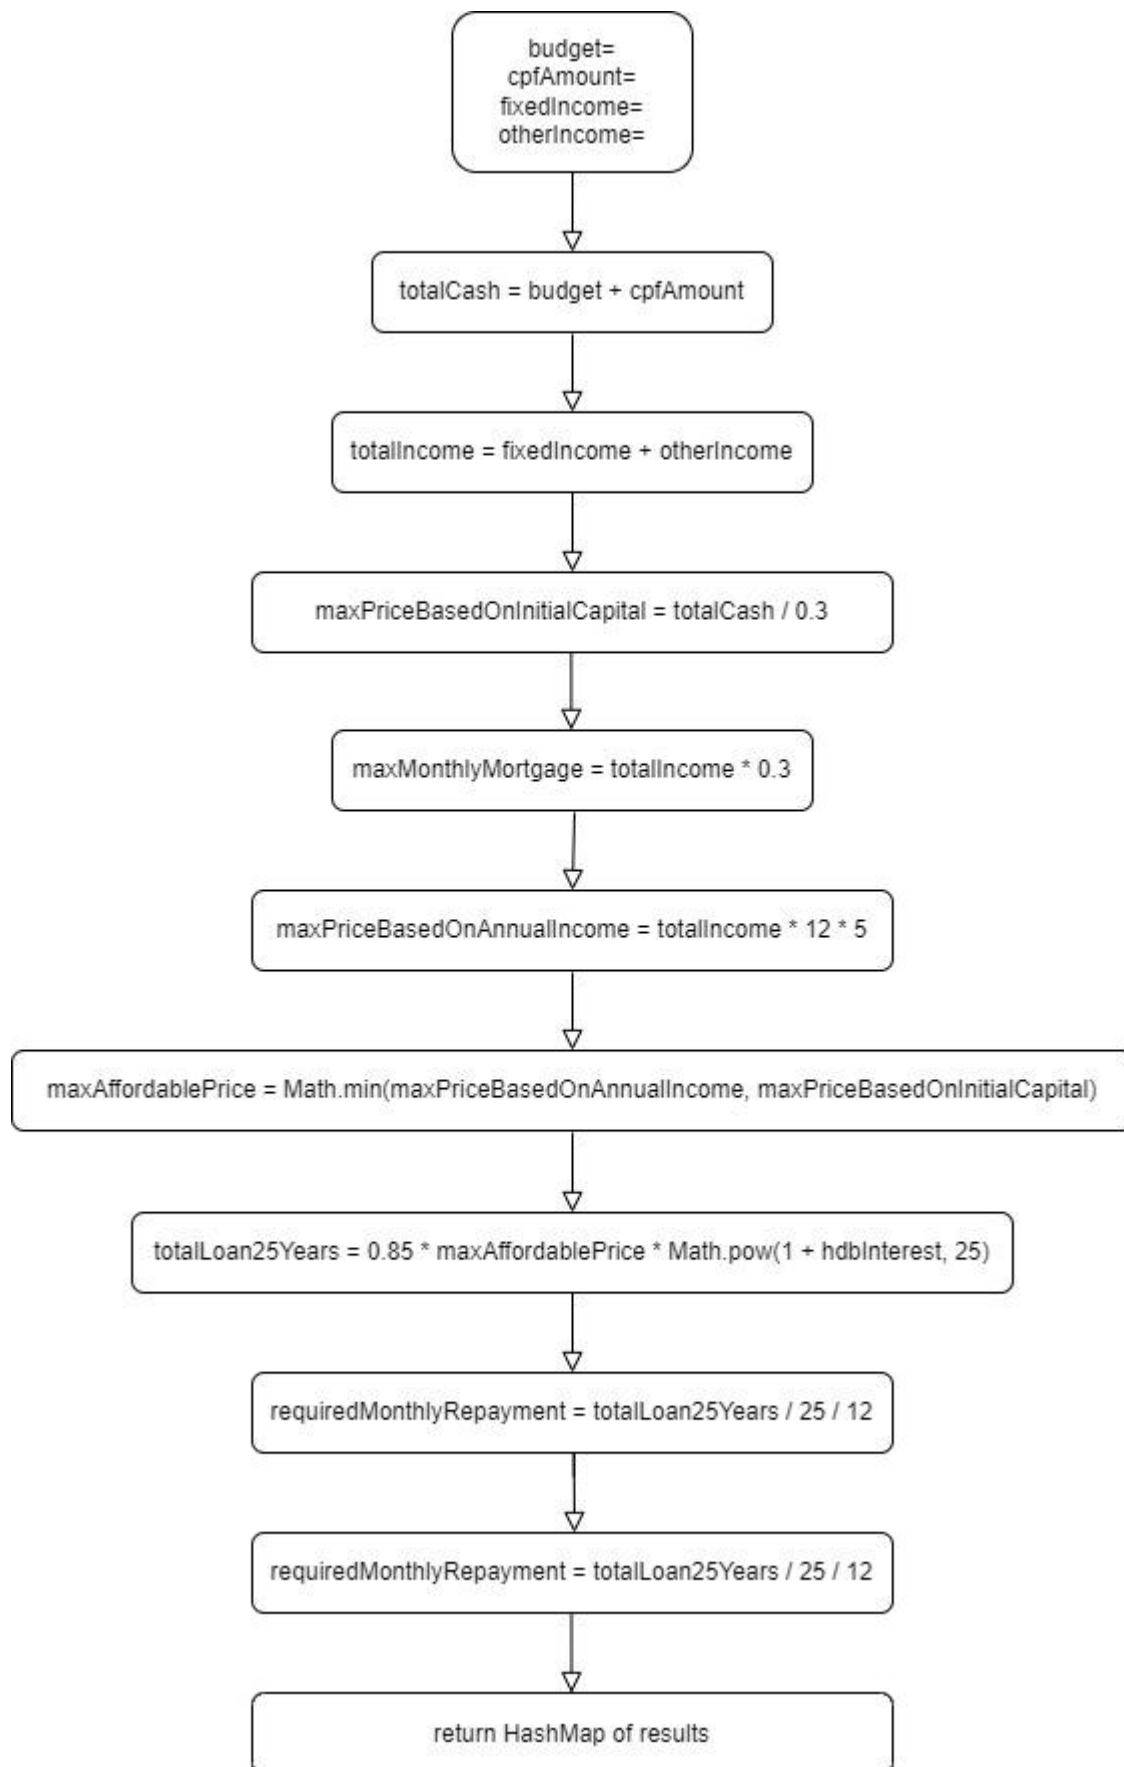 budget=
cpfAmount=
fixedIncome=
otherIncome=
totalCash = budget + cpfAmount
totalIncome = fixedIncome + otherIncome
maxPriceBasedOnInitialCapital = totalCash / 0.3
maxMonthlyMortgage = totalIncome * 0.3
maxPriceBasedOnAnnualIncome = totalIncome * 12 * 5
maxAffordablePrice = Math.min(maxPriceBasedOnAnnualIncome, maxPriceBasedOnInitialCapital)
totalLoan25Years = 0.85 * maxAffordablePrice * Math.pow(1 + hdbInterest, 25)
requiredMonthlyRepayment = totalLoan25Years / 25 / 12
requiredMonthlyRepayment = totalLoan25Years / 25 / 12
return HashMap of results